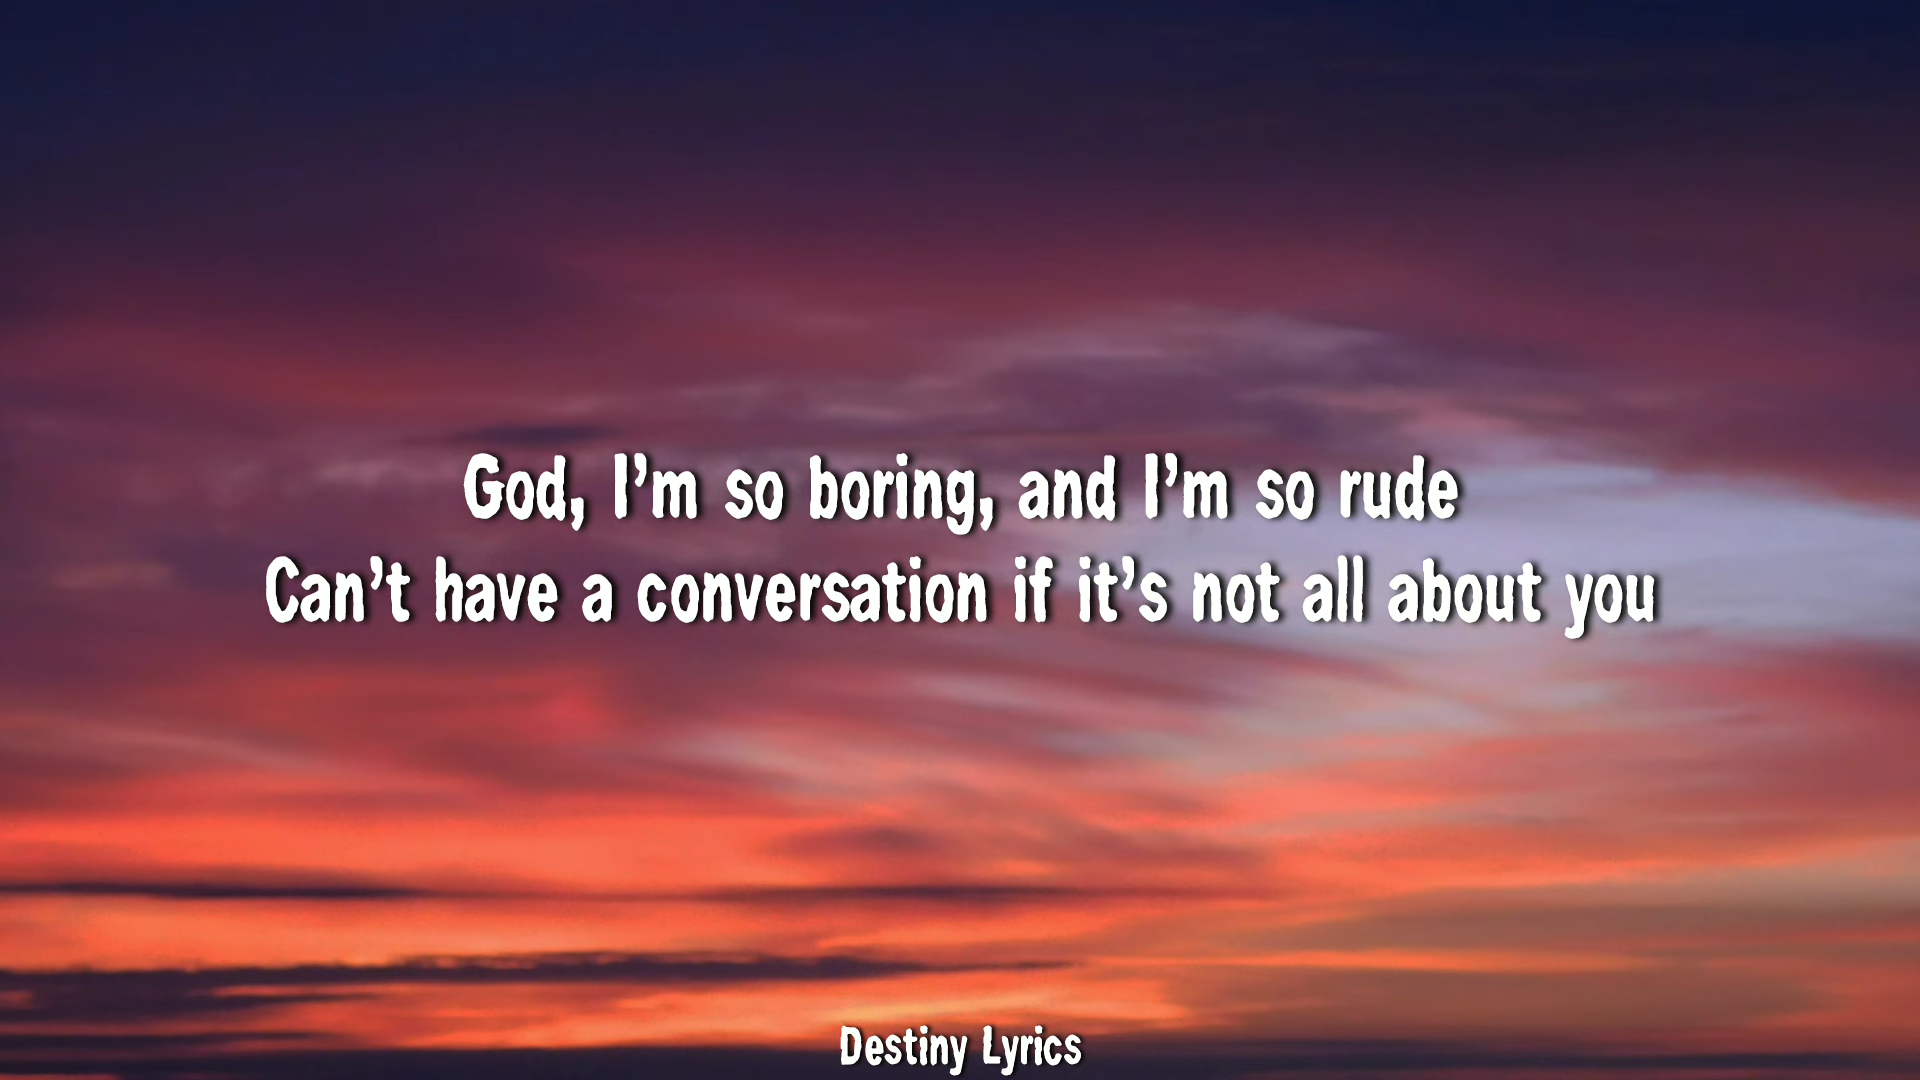 God, I'm so boring, and I'm so rude
Can't have a conversation if it's not all about you
Destiny Lyrics